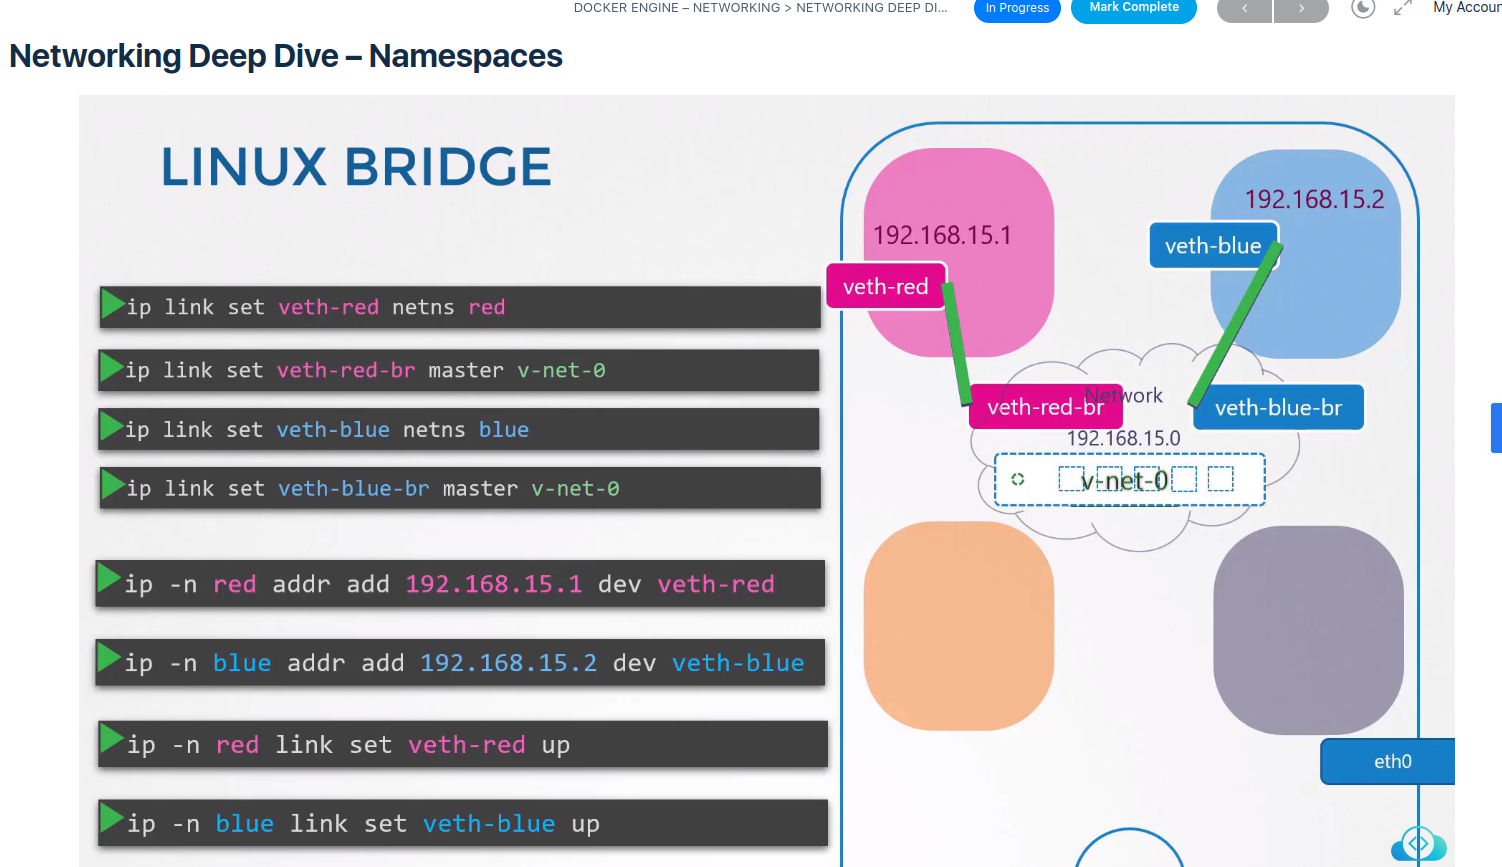 DOCKER ENGINE – NETWORKING > NETWORKING DEEP DI...
In Progress
Mark Complete
My Accoun
Networking Deep Dive – Namespaces
LINUX BRIDGE
ip link set veth-red netns red
ip link set veth-red-br master v-net-0
ip link set veth-blue netns blue
ip link set veth-blue-br master v-net-0
ip -n red addr add 192.168.15.1 dev veth-red
ip -n blue addr add 192.168.15.2 dev veth-blue
ip -n red link set veth-red up
ip -n blue link set veth-blue up
192.168.15.1
192.168.15.2
veth-blue
veth-red
Network
veth-red-br
veth-blue-br
192.168.15.0
v-net-0
eth0